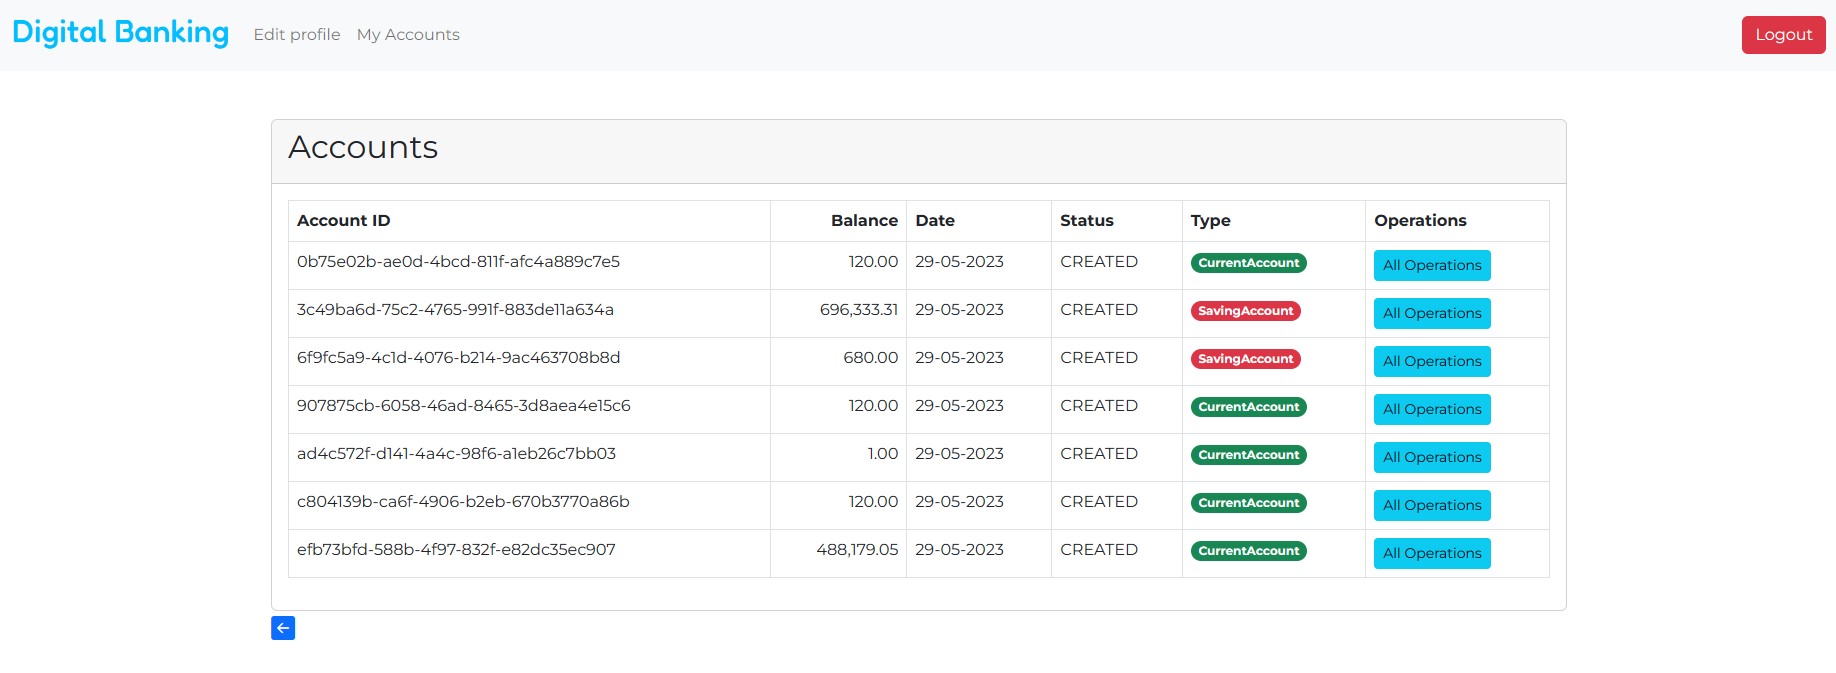 Digital Banking Edit profile My Accounts Logout
Accounts
Account ID Balance Date Status Type Operations
0b75e02b-ae0d-4bcd-811f-afc4a889c7e5 120.00 29-05-2023 CREATED CurrentAccount All Operations
3c49ba6d-75c2-4765-991f-883de11a634a 696,333.31 29-05-2023 CREATED SavingAccount All Operations
6f9fc5a9-4c1d-4076-b214-9ac463708b8d 680.00 29-05-2023 CREATED SavingAccount All Operations
907875cb-6058-46ad-8465-3d8aea4e15c6 120.00 29-05-2023 CREATED CurrentAccount All Operations
ad4c572f-d141-4a4c-98f6-a1eb26c7bb03 1.00 29-05-2023 CREATED CurrentAccount All Operations
c804139b-ca6f-4906-b2eb-670b3770a86b 120.00 29-05-2023 CREATED CurrentAccount All Operations
efb73bfd-588b-4f97-832f-e82dc35ec907 488,179.05 29-05-2023 CREATED CurrentAccount All Operations